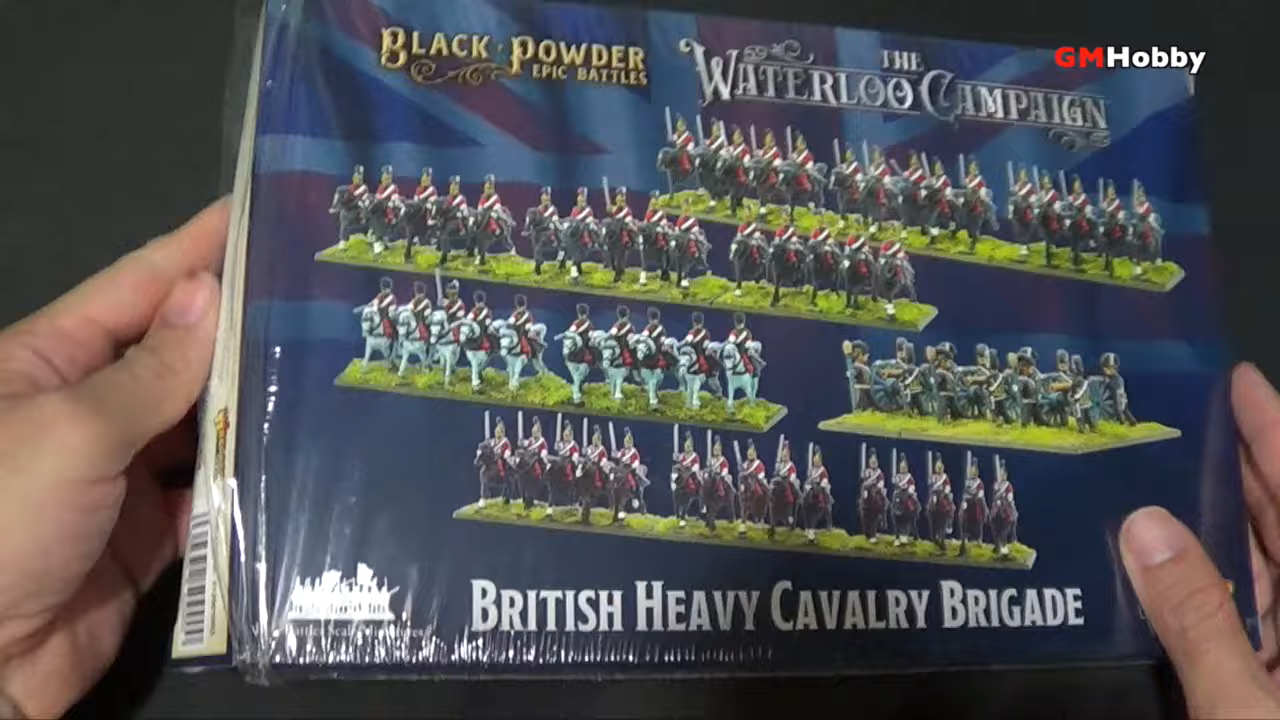 BLACK POWDER
EPIC BATTLES
THE
WATERLOO CAMPAIGN
GMHobby
BRITISH HEAVY CAVALRY BRIGADE